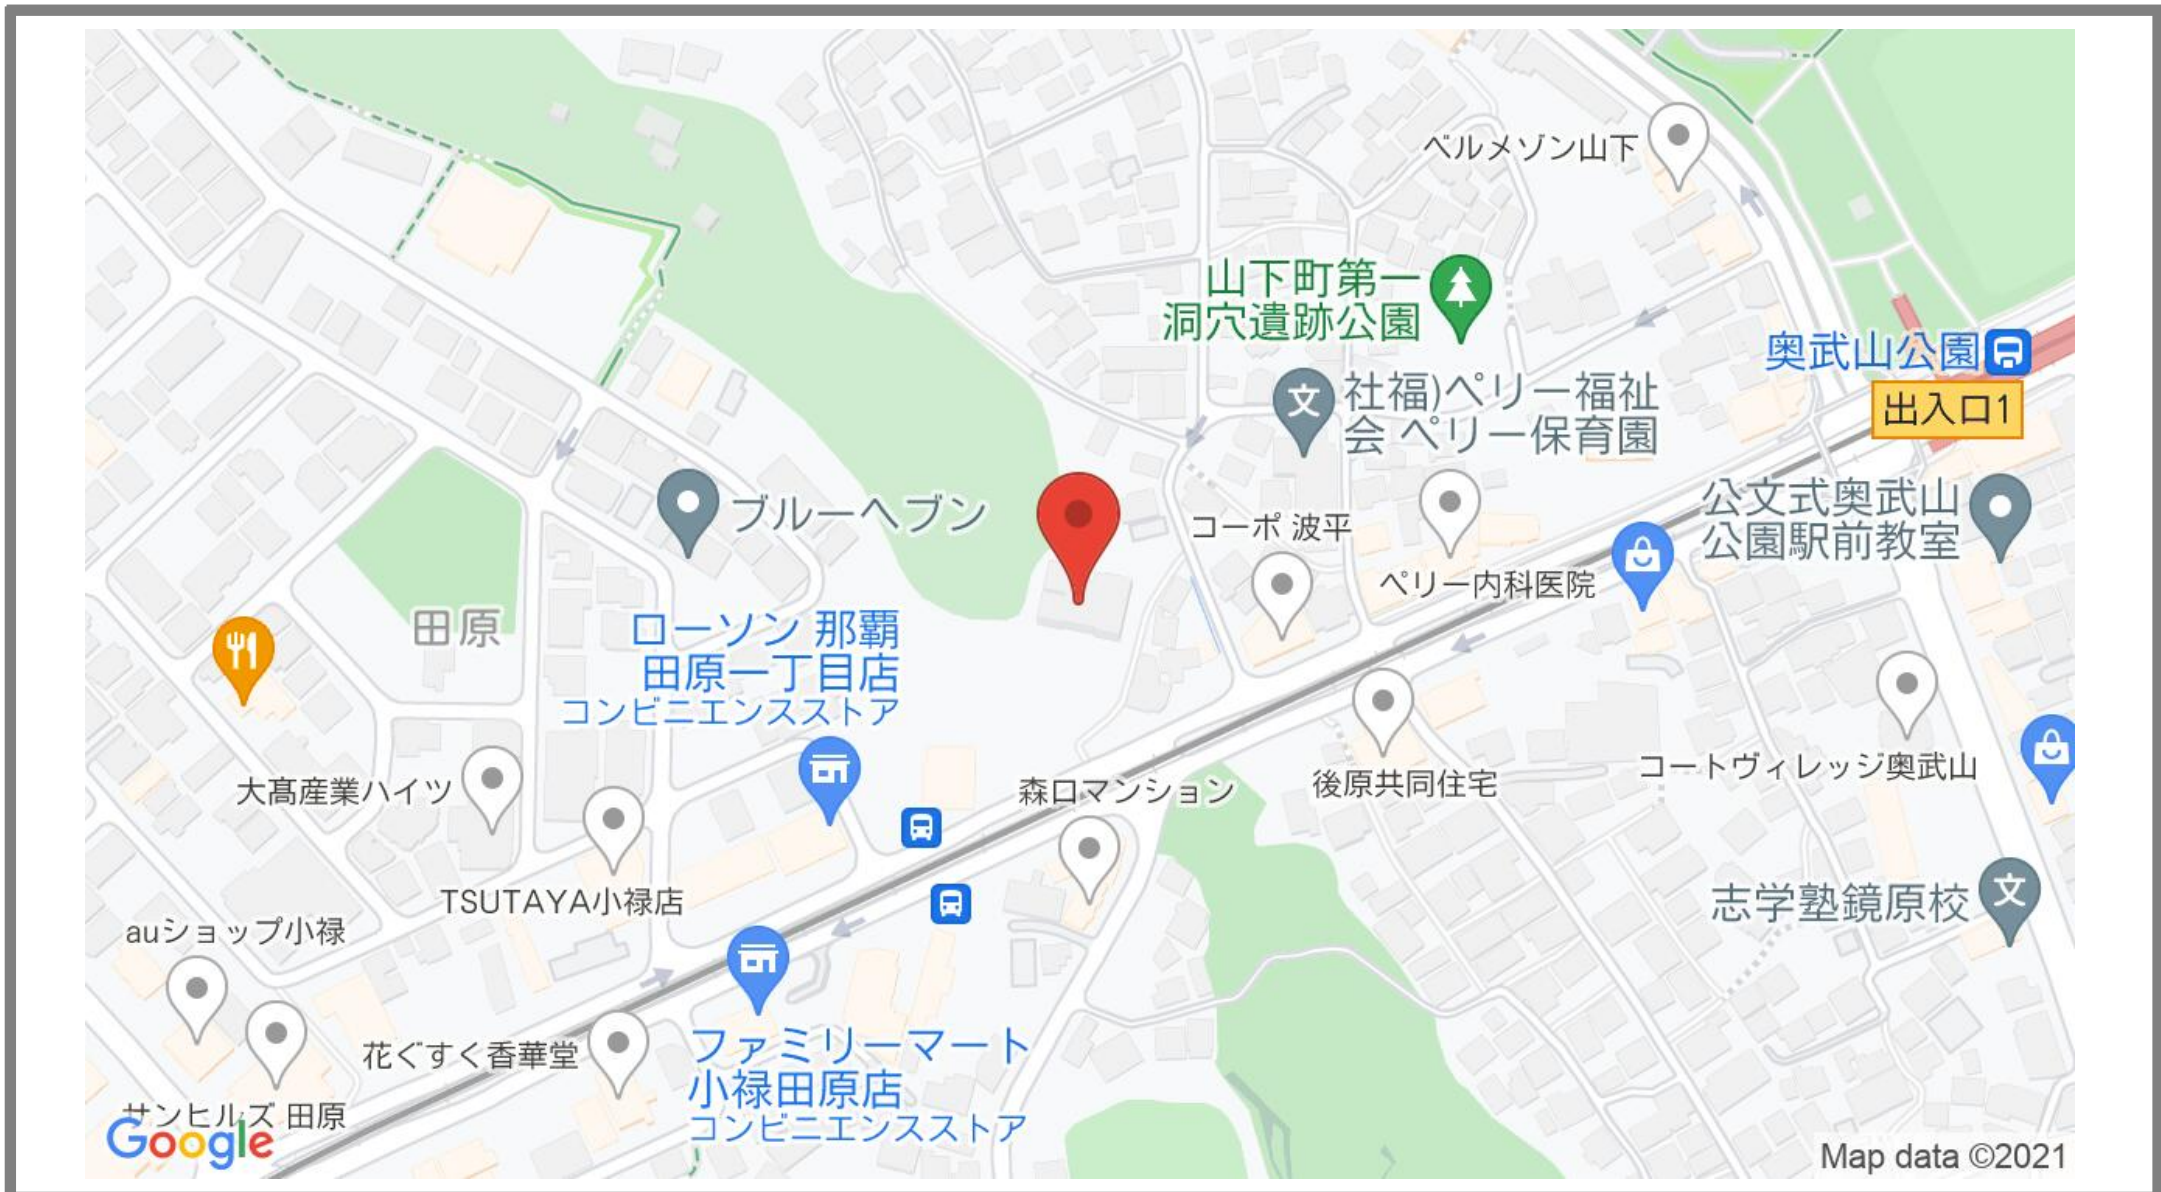 ベルメゾン山下
山下町第一
洞穴遺跡公園
奥武山公園
出入口1
社福)ペリー福祉
会 ペリー保育園
ブルーヘブン
コーポ 波平
公文式奥武山
公園駅前教室
ペリー内科医院
田原
ローソン 那覇
田原一丁目店
コンビニエンスストア
大髙産業ハイツ
森口マンション
後原共同住宅
コートヴィレッジ奥武山
TSUTAYA小禄店
志学塾鏡原校
auショップ小禄
花ぐすく香華堂
ファミリーマート
小禄田原店
コンビニエンスストア
サンヒルズ 田原
Google
Map data ©2021